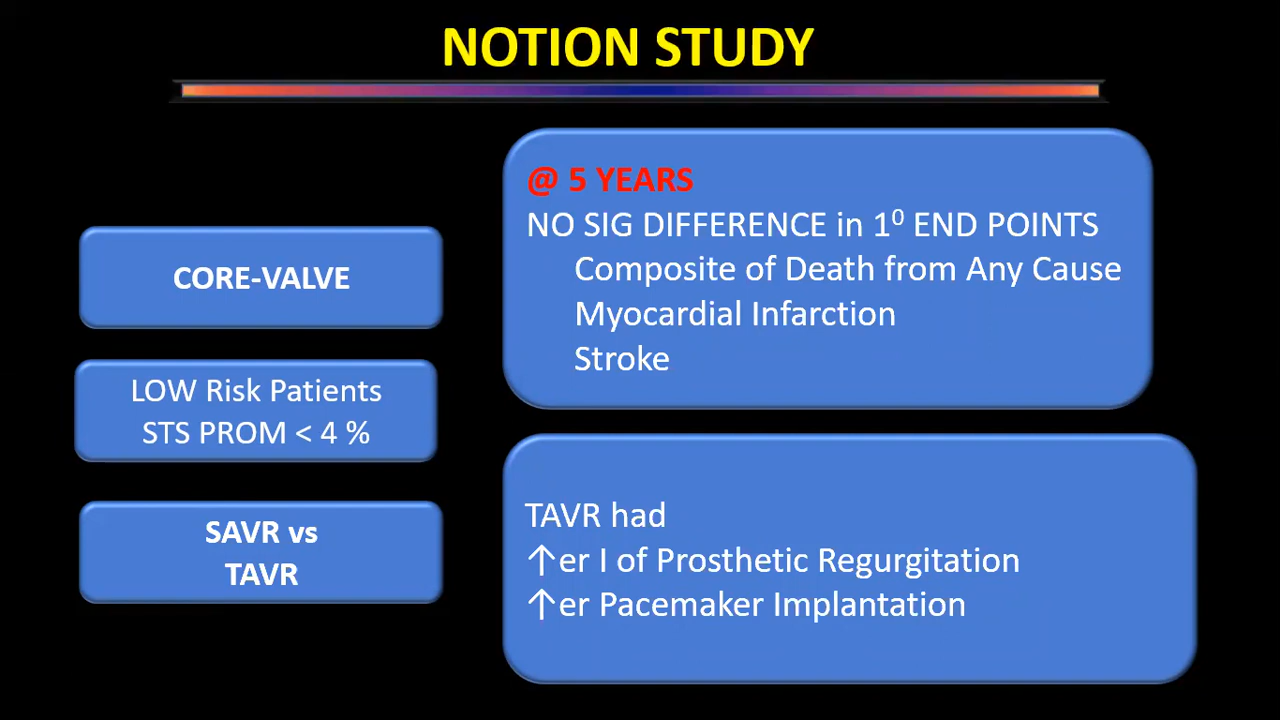 NOTION STUDY
CORE-VALVE
LOW Risk Patients
STS PROM < 4 %
SAVR vs
TAVR
@ 5 YEARS
NO SIG DIFFERENCE in 1⁰ END POINTS
Composite of Death from Any Cause
Myocardial Infarction
Stroke
TAVR had
↑er I of Prosthetic Regurgitation
↑er Pacemaker Implantation